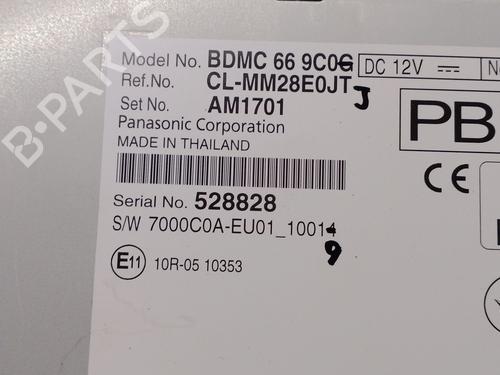 Model No. BDMC 66 9C0G DC 12V
Ref.No. CL-MM28E0JT J
Set No. AM1701
Panasonic Corporation
MADE IN THAILAND
PB
CE
Serial No. 528828
S/W 7000C0A-EU01_10014
9
E11 10R-05 10353
B-PARTS